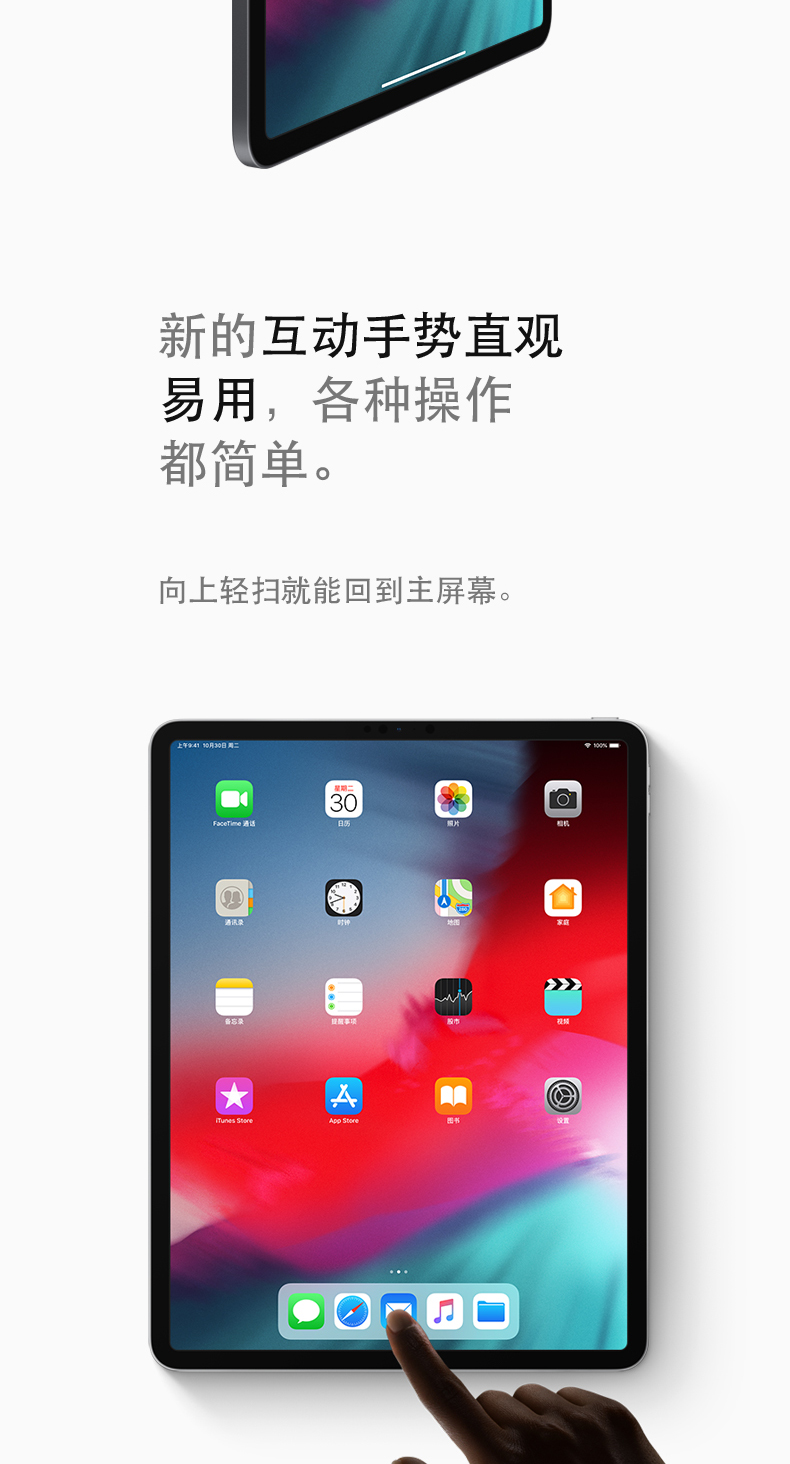 新的互动手势直观
易用，各种操作
都简单。
向上轻扫就能回到主屏幕。
上午9:41 10月30日 周二
100%
星期二
30
FaceTime 通话
日历
照片
相机
通讯录
时钟
地图
家庭
备忘录
提醒事项
股市
视频
iTunes Store
App Store
图书
设置